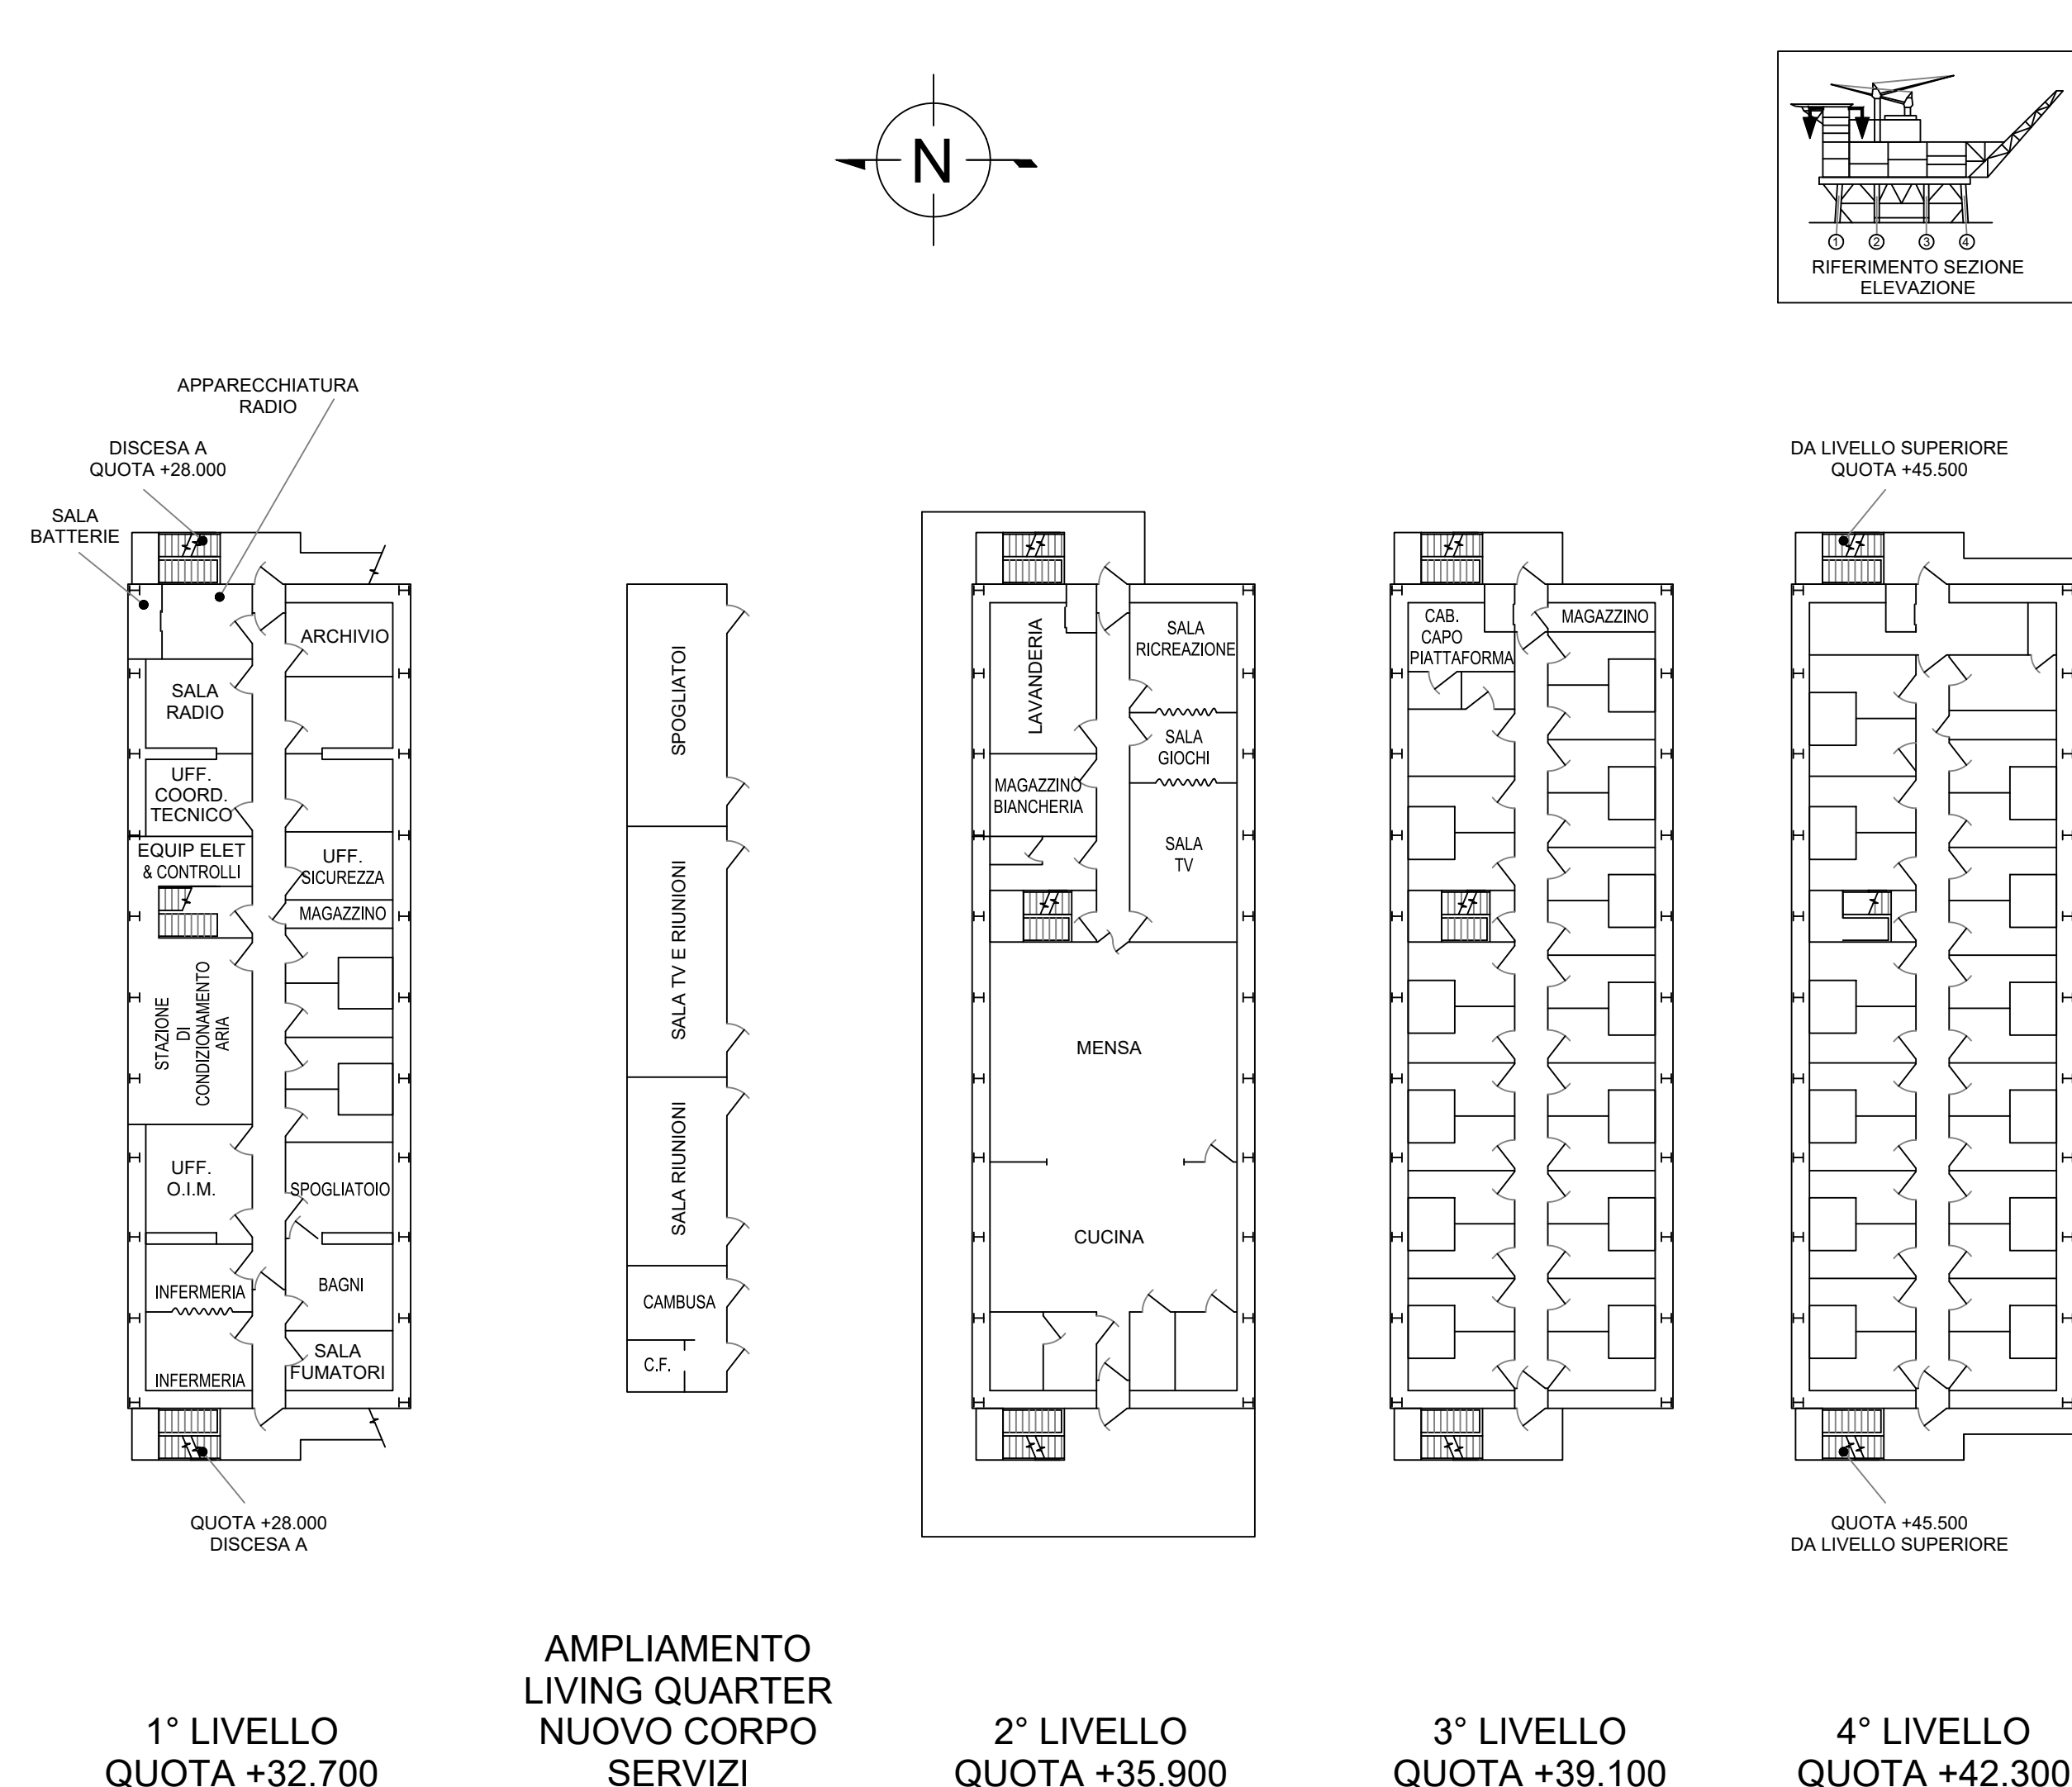 N
1
2
3
4
RIFERIMENTO SEZIONE
ELEVAZIONE
APPARECCHIATURA
RADIO
DISCESA A
QUOTA +28.000
SALA
BATTERIE
ARCHIVIO
SALA
RADIO
UFF.
COORD.
TECNICO
EQUIP ELET
& CONTROLLI
UFF.
SICUREZZA
MAGAZZINO
STAZIONE
DI
CONDIZIONAMENTO
ARIA
UFF.
O.I.M.
SPOGLIATOIO
INFERMERIA
BAGNI
INFERMERIA
SALA
FUMATORI
QUOTA +28.000
DISCESA A
1° LIVELLO
QUOTA +32.700
SPOGLIATOI
SALA TV E RIUNIONI
SALA RIUNIONI
CAMBUSA
C.F.
AMPLIAMENTO
LIVING QUARTER
NUOVO CORPO
SERVIZI
LAVANDERIA
SALA
RICREAZIONE
SALA
GIOCHI
MAGAZZINO
BIANCHERIA
SALA
TV
MENSA
CUCINA
2° LIVELLO
QUOTA +35.900
CAB.
CAPO
PIATTAFORMA
MAGAZZINO
3° LIVELLO
QUOTA +39.100
DA LIVELLO SUPERIORE
QUOTA +45.500
QUOTA +45.500
DA LIVELLO SUPERIORE
4° LIVELLO
QUOTA +42.300